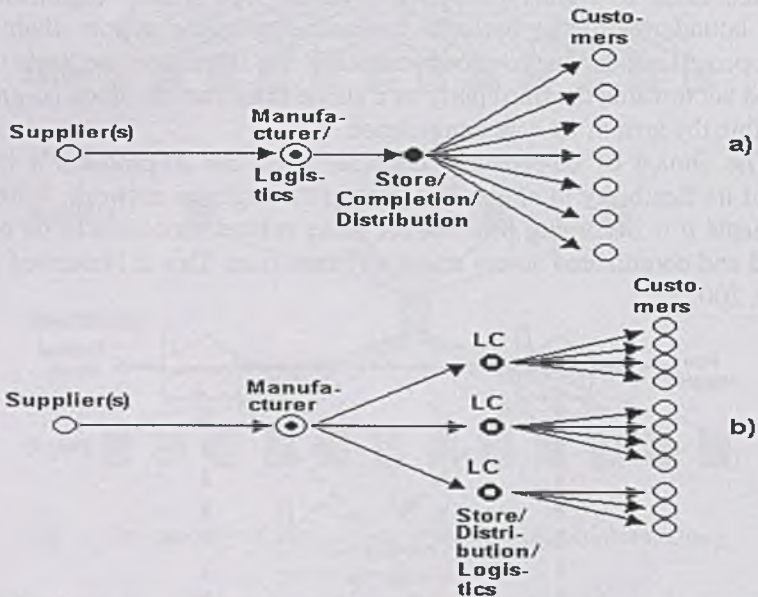 Custo-
mers
Manufa-
cturer/
Supplier(s)
Logis-
tics
Store/
Completion/
Distribution
a)
Custo-
mers
LC
Manufa-
cturer
Supplier(s)
LC
b)
LC
Store/
Distri-
bution/
Logis-
tics